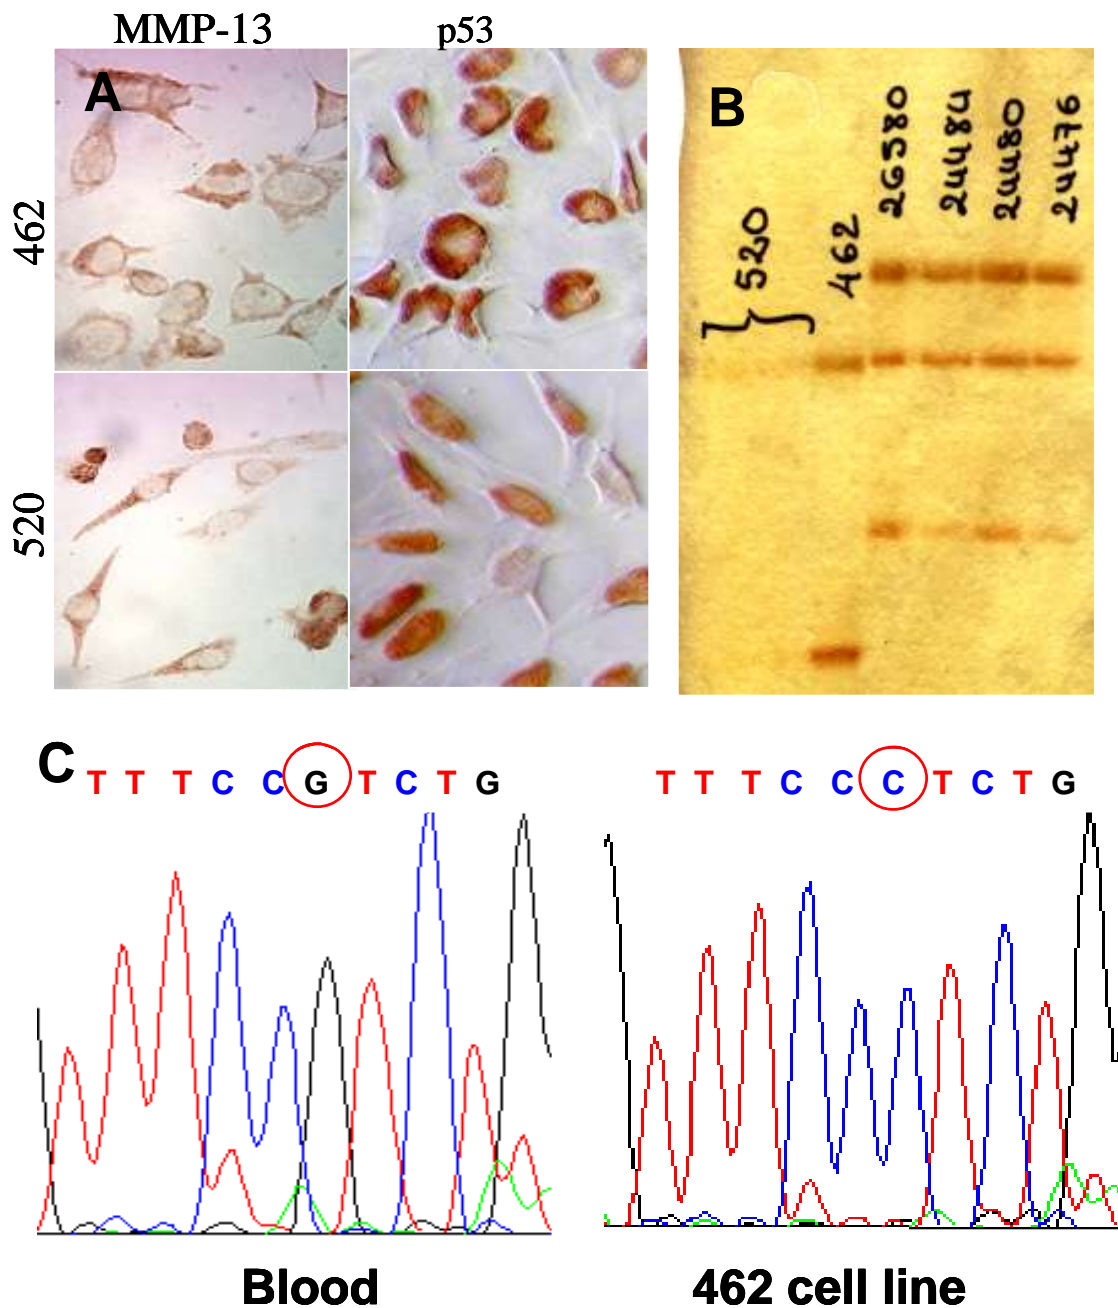 MMP-13 p53
A
462
520
B
520
462
26580
24484
24480
24476
C
T T T C C G T C T G
T T T C C C T C T G
Blood
462 cell line